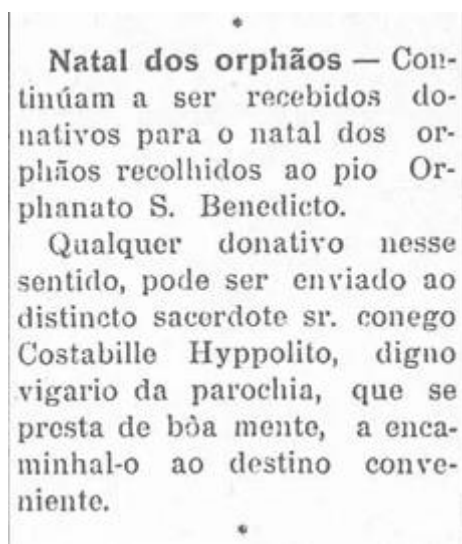 Natal dos orphãos — Con-
tinúam a ser recebidos do-
nativos para o natal dos or-
phãos recolhidos ao pio Or-
phanato S. Benedicto.
Qualquer donativo nesse
sentido, pode ser enviado ao
distincto sacerdote sr. conego
Costabille Hyppolito, digno
vigario da parochia, que se
presta de bòa mente, a enca-
minhal-o ao destino conve-
niente.